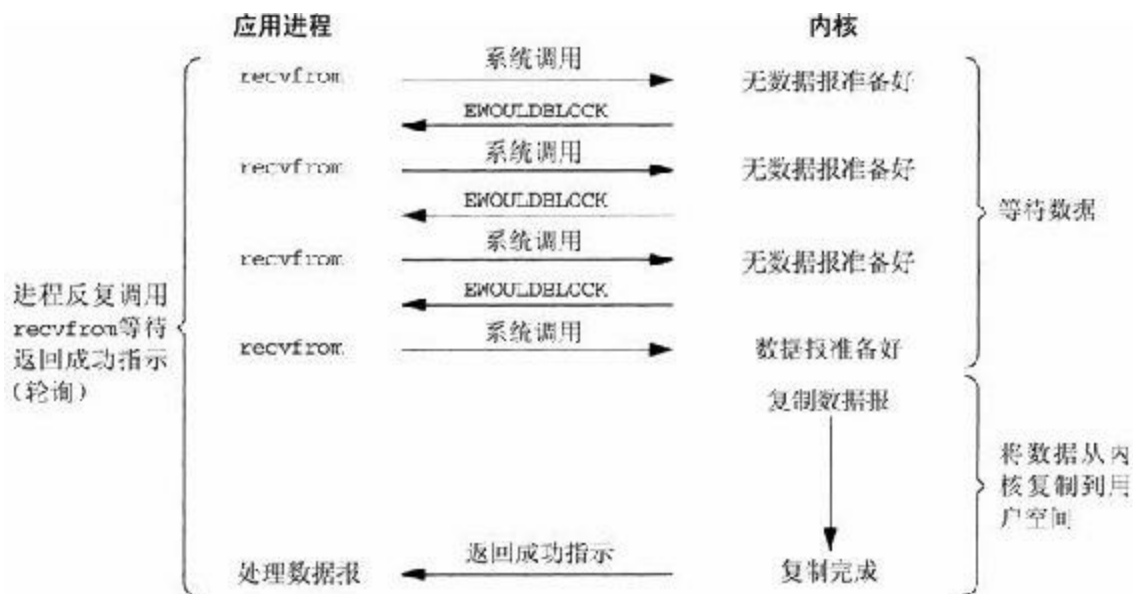 应用进程
内核
recvfrom
系统调用
无数据报准备好
EWOULDBLOCK
recvfrom
系统调用
无数据报准备好
EWOULDBLOCK
等待数据
recvfrom
系统调用
无数据报准备好
EWOULDBLOCK
进程反复调用
recvfrom等待
返回成功指示
(轮询)
recvfrom
系统调用
数据报准备好
复制数据报
将数据从内
核复制到用
户空间
处理数据报
返回成功指示
复制完成